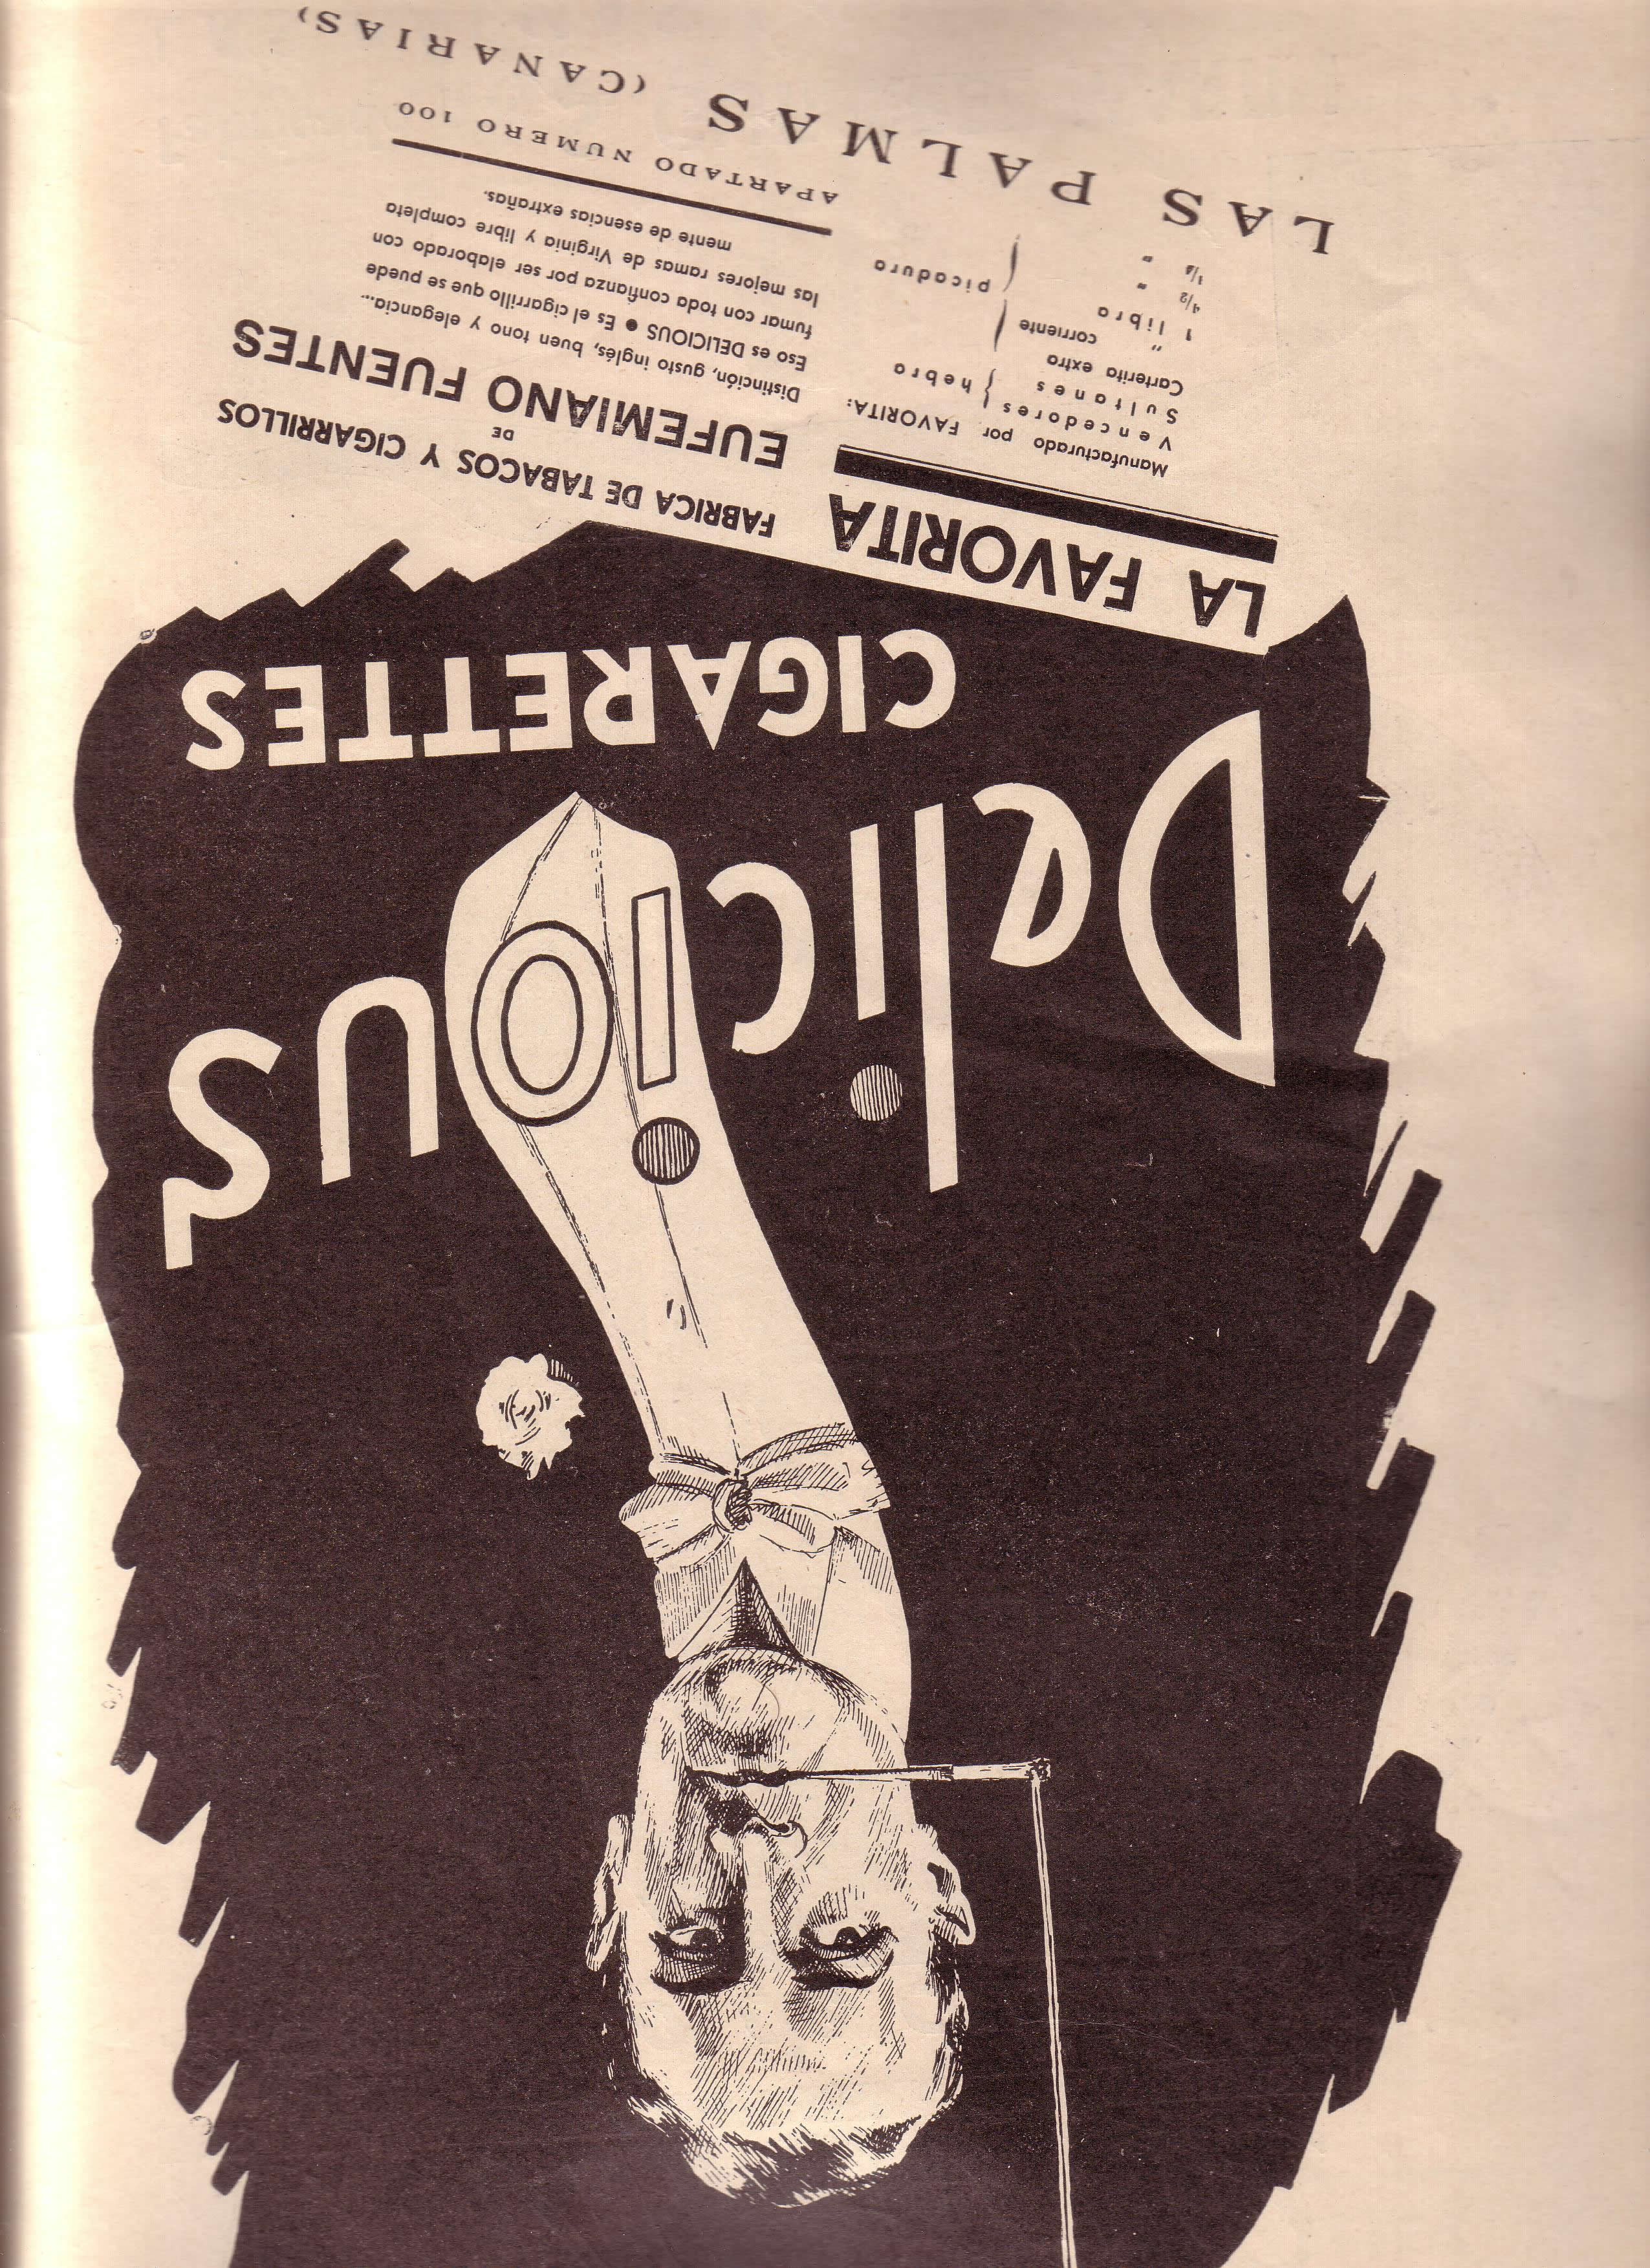 Delicious
CIGARETTES
LA FAVORITA
Manufacturado por FAVORITA:
Vencedores
Sultanes
} hebra
Carterita extra
" corriente
1 libra
1/2 "
1/4 "
} picadura
FABRICA DE TABACOS Y CIGARRILLOS
DE
EUFEMIANO FUENTES
Distinción, gusto inglés, buen tono y elegancia...
Eso es DELICIOUS ● Es el cigarrillo que se puede
fumar con toda confianza por ser elaborado con
las mejores ramas de Virginia y libre completa
mente de esencias extrañas.
APARTADO NUMERO 100
LAS PALMAS (CANARIAS)